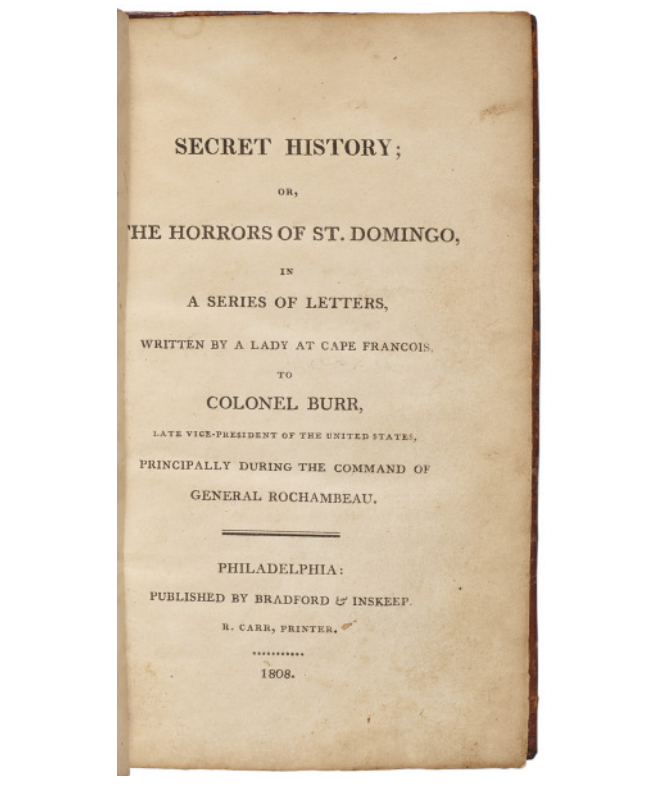 SECRET HISTORY;
OR,
THE HORRORS OF ST. DOMINGO,
IN
A SERIES OF LETTERS,
WRITTEN BY A LADY AT CAPE FRANCOIS,
TO
COLONEL BURR,
LATE VICE-PRESIDENT OF THE UNITED STATES,
PRINCIPALLY DURING THE COMMAND OF
GENERAL ROCHAMBEAU.
PHILADELPHIA:
PUBLISHED BY BRADFORD & INSKEEP.
R. CARR, PRINTER.
1808.